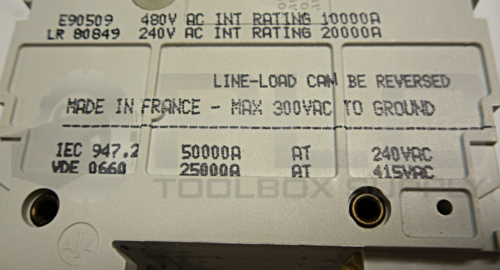 E90509 480V AC INT RATING 10000A
LR 80849 240V AC INT RATING 20000A
LINE-LOAD CAN BE REVERSED
MADE IN FRANCE - MAX 300VAC TO GROUND
IEC 947.2 50000A AT 240VAC
VDE 0660 25000A AT 415VAC
TOOLBOX SUPPLY